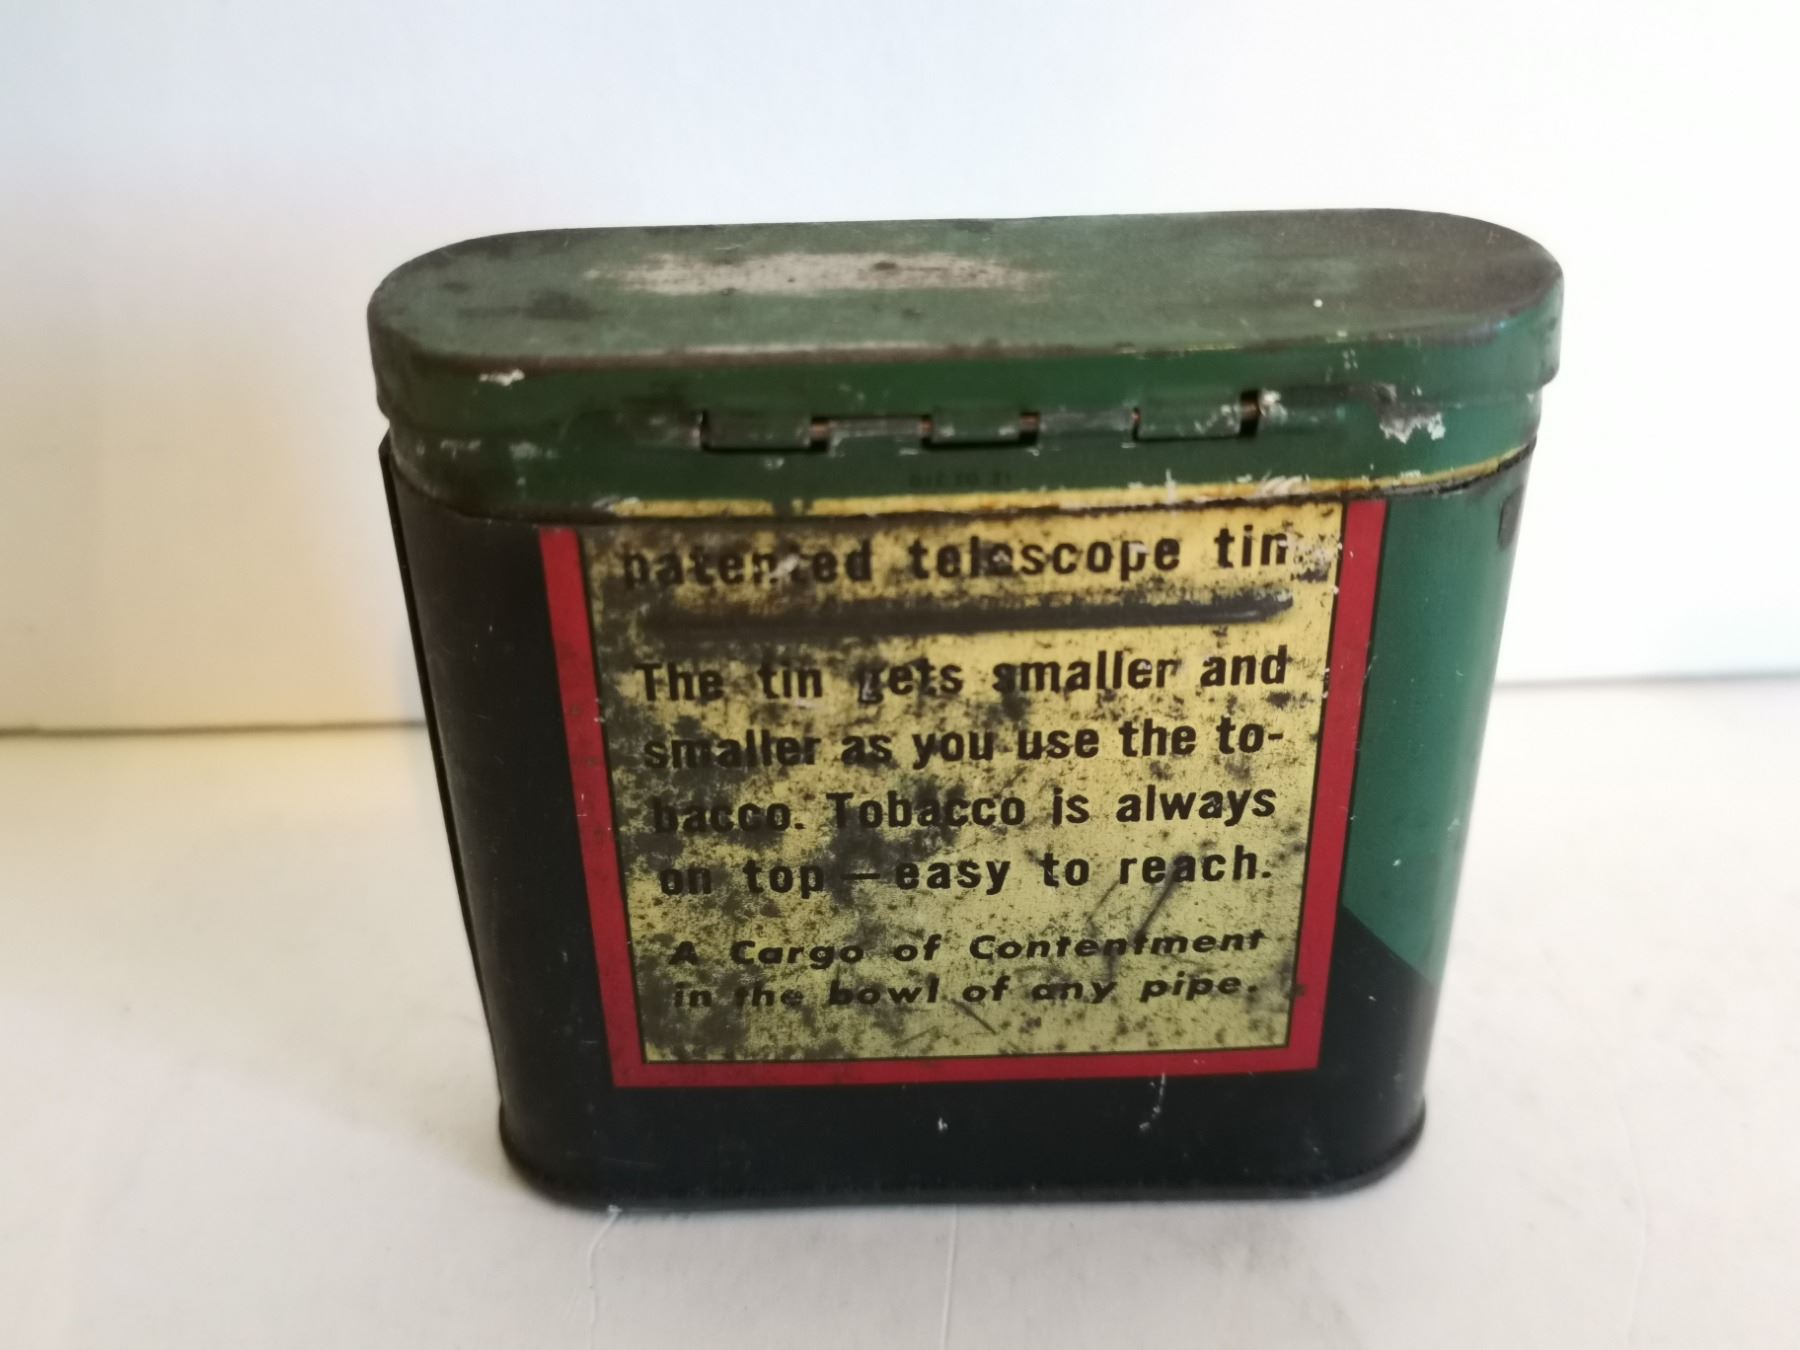 patented telescope tin
The tin gets smaller and
smaller as you use the to-
bacco. Tobacco is always
on top — easy to reach.
A Cargo of Contentment
in the bowl of any pipe.